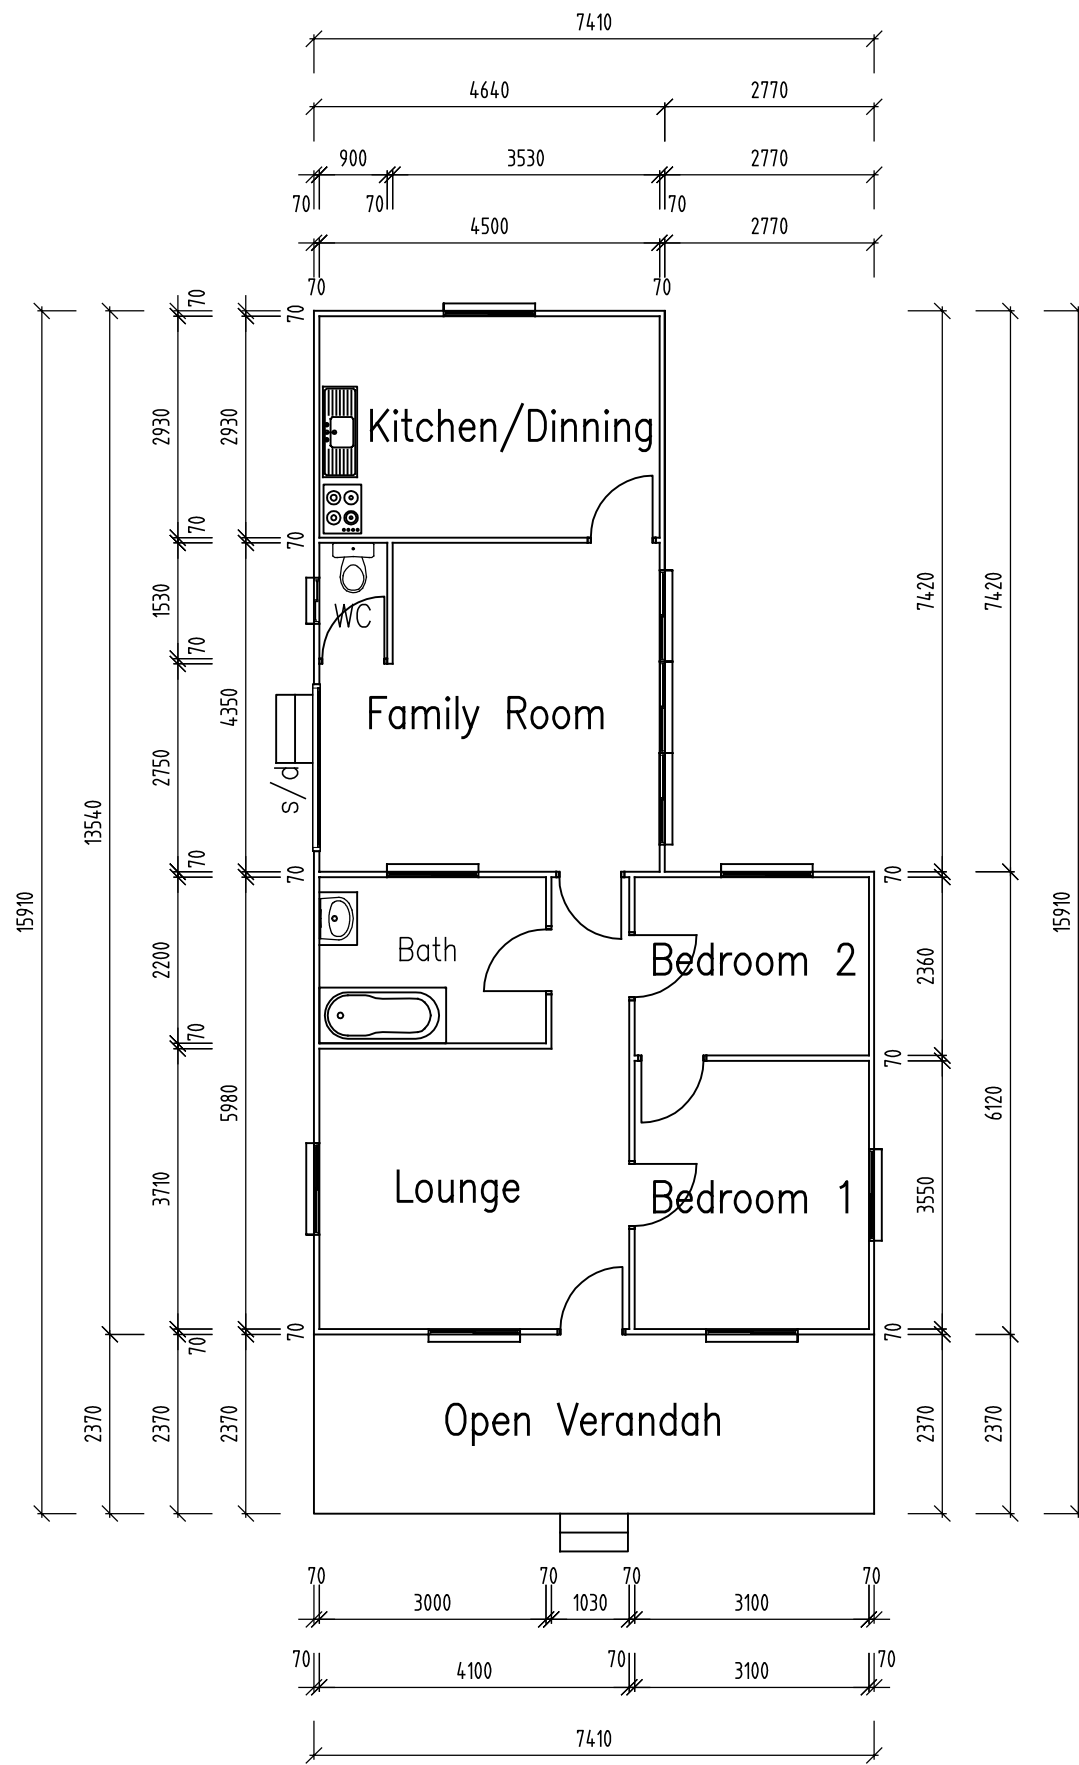 7410
4640 2770
900 3530 2770
70 70 70
4500 2770
70 70
70 70
2930 2930
Kitchen/Dinning
70 70
1530
WC
7420 7420
70
4350
Family Room
2750
s/d
13540
70 70 70
15910 15910
2200
Bath
Bedroom 2
2360
70 70
5980
6120
3710
Lounge
Bedroom 1
3550
70 70 70
2370 2370 2370
Open Verandah
2370 2370
70 70 70 70
3000 1030 3100
70 70 70
4100 3100
7410